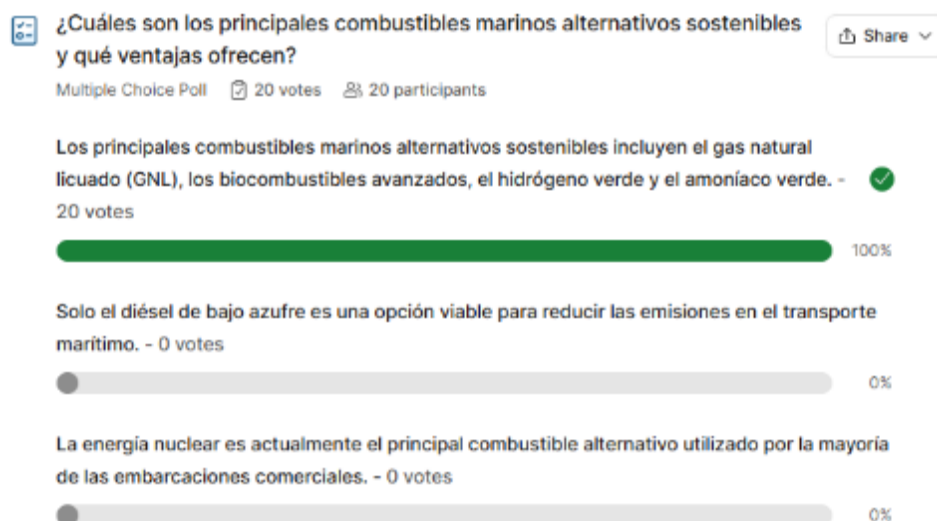 ¿Cuáles son los principales combustibles marinos alternativos sostenibles
y qué ventajas ofrecen?
Share
Multiple Choice Poll 20 votes 20 participants
Los principales combustibles marinos alternativos sostenibles incluyen el gas natural
licuado (GNL), los biocombustibles avanzados, el hidrógeno verde y el amoníaco verde. -
20 votes
100%
Solo el diésel de bajo azufre es una opción viable para reducir las emisiones en el transporte
marítimo. - 0 votes
0%
La energía nuclear es actualmente el principal combustible alternativo utilizado por la mayoría
de las embarcaciones comerciales. - 0 votes
0%